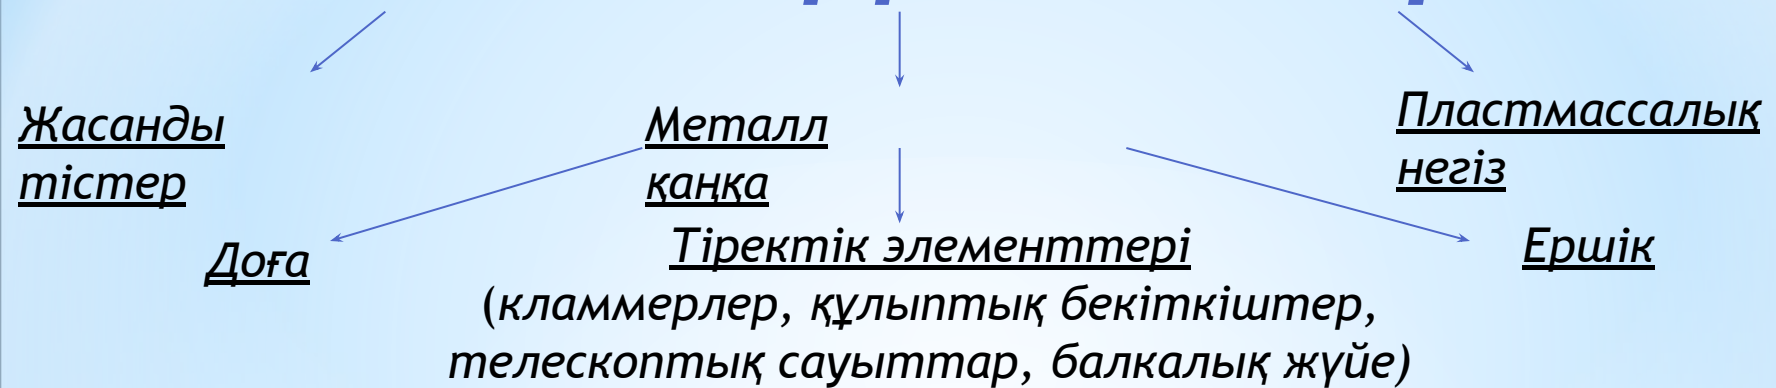 Жасанды
тістер
Металл
қаңқа
Пластмассалық
негіз
Доға
Тіректік элементтері
Ершік
(кламмерлер, құлыптық бекіткіштер,
телескоптық сауыттар, балкалық жүйе)